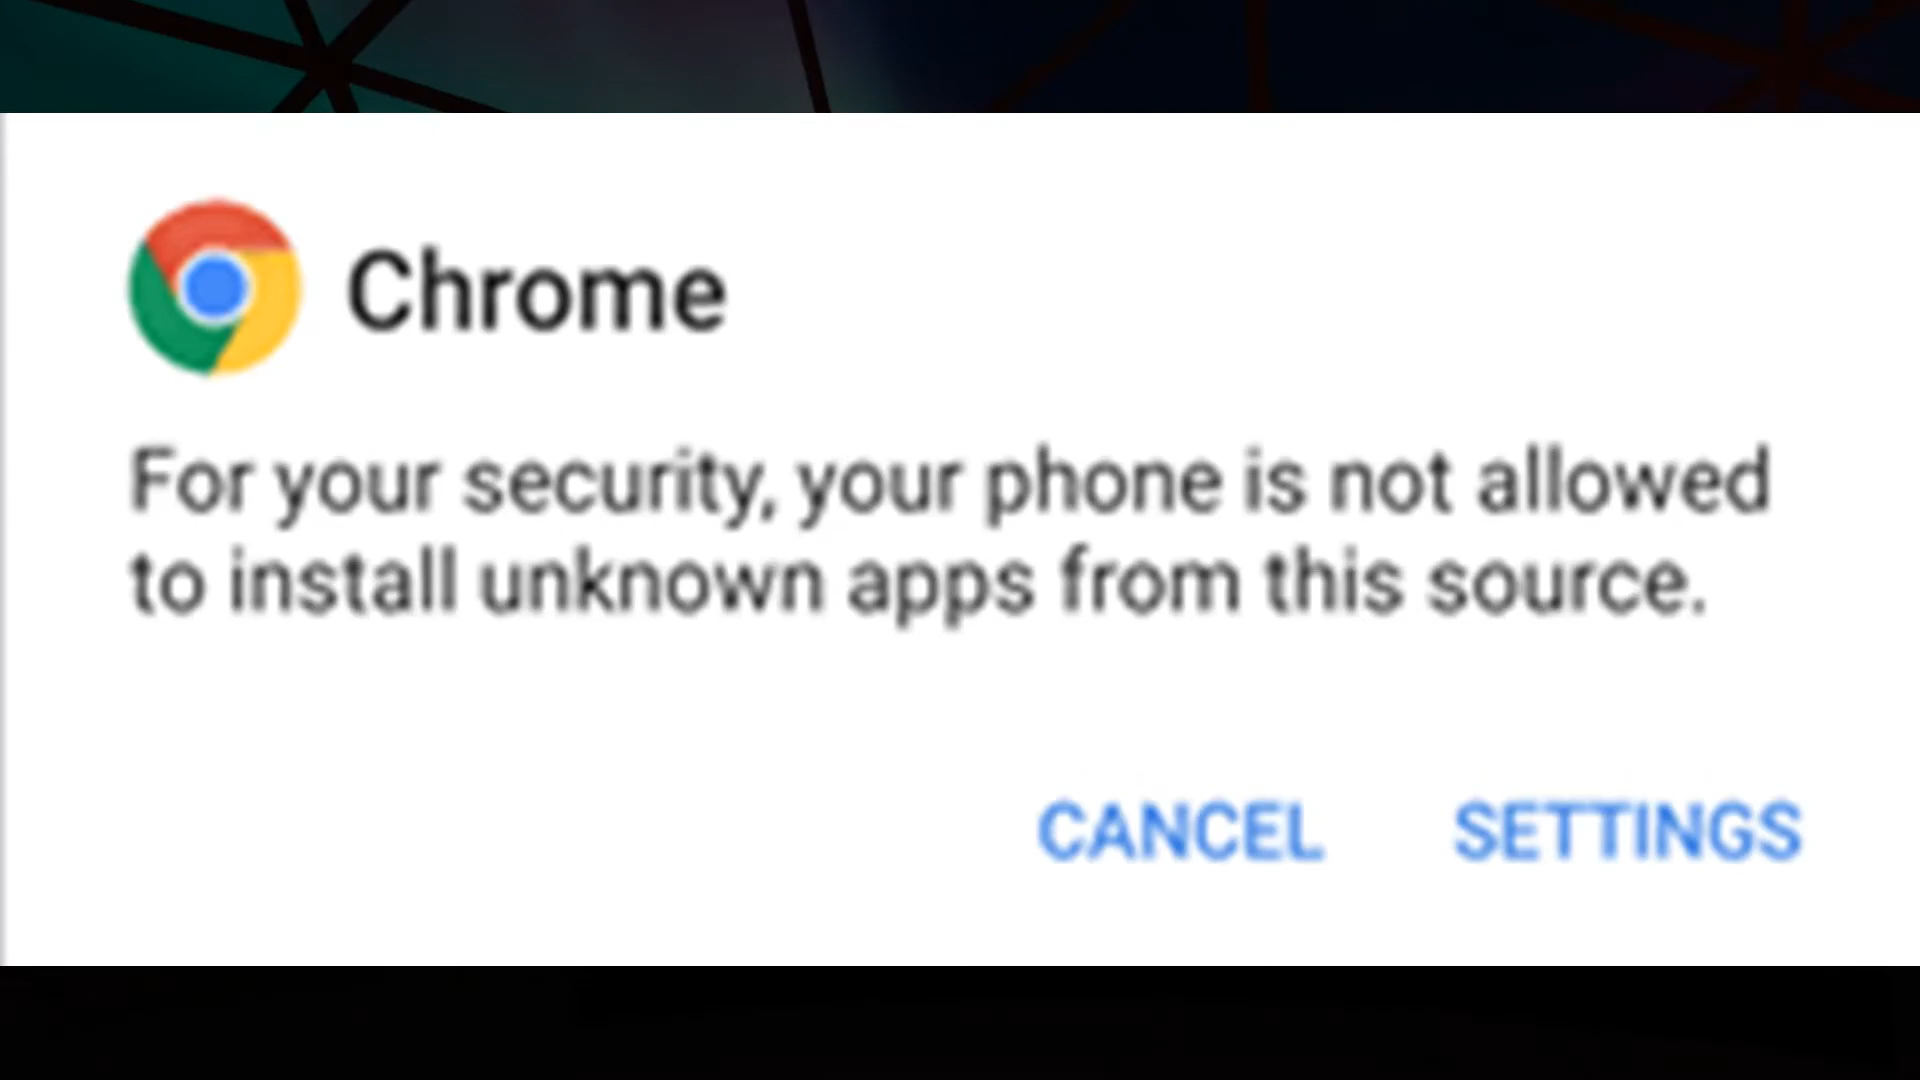 Chrome
For your security, your phone is not allowed
to install unknown apps from this source.
CANCEL SETTINGS